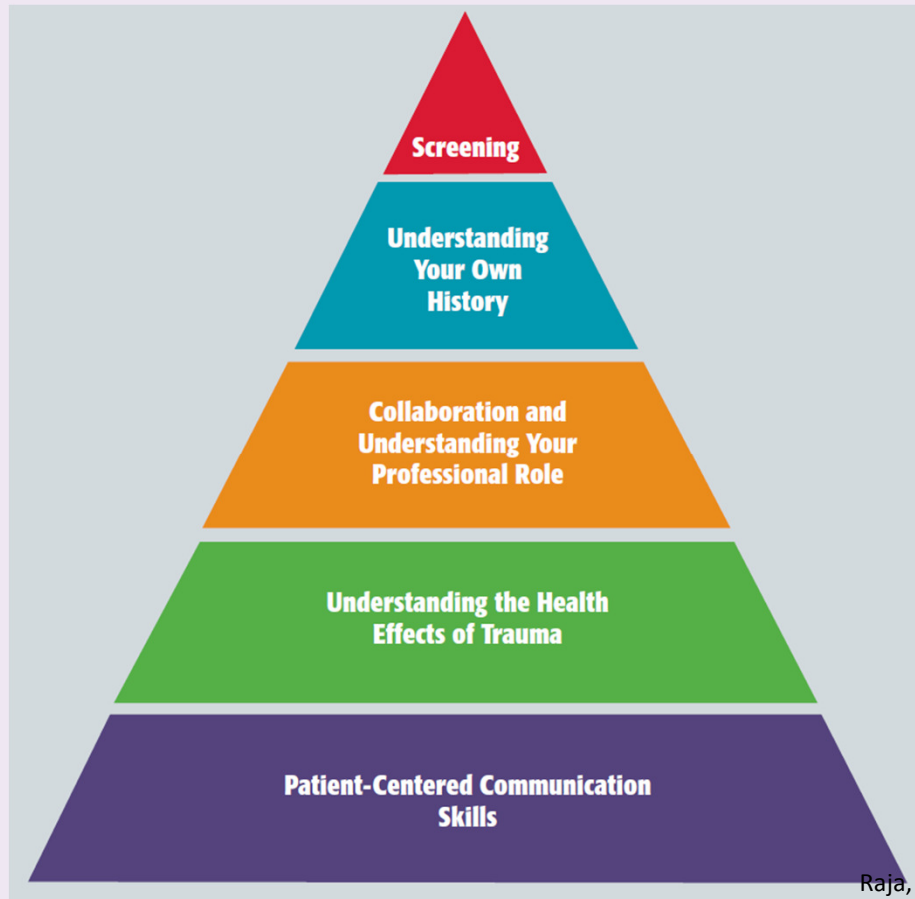 Screening
Understanding
Your Own
History
Collaboration and
Understanding Your
Professional Role
Understanding the Health
Effects of Trauma
Patient-Centered Communication
Skills
Raja,